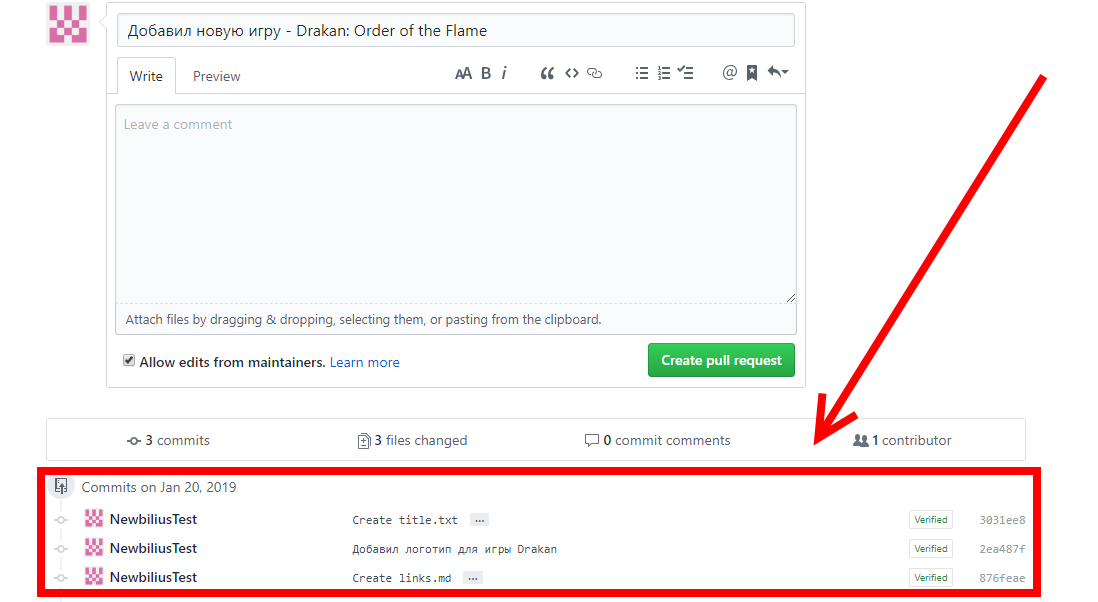 Добавил новую игру - Drakan: Order of the Flame
Write Preview AA B i @
Leave a comment
Attach files by dragging & dropping, selecting them, or pasting from the clipboard.
Allow edits from maintainers. Learn more Create pull request
3 commits 3 files changed 0 commit comments 1 contributor
Commits on Jan 20, 2019
NewbiliusTest Create title.txt ... Verified 3031ee8
NewbiliusTest Добавил логотип для игры Drakan Verified 2ea487f
NewbiliusTest Create links.md ... Verified 876feae